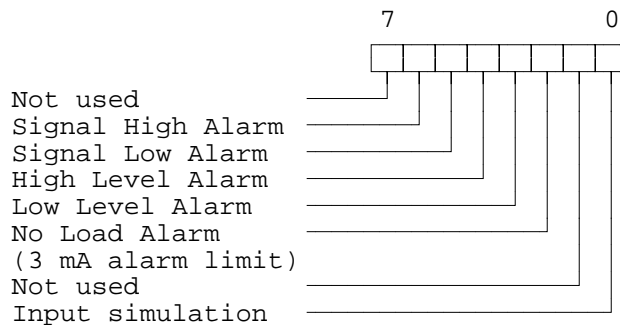 7 0
Not used
Signal High Alarm
Signal Low Alarm
High Level Alarm
Low Level Alarm
No Load Alarm
(3 mA alarm limit)
Not used
Input simulation